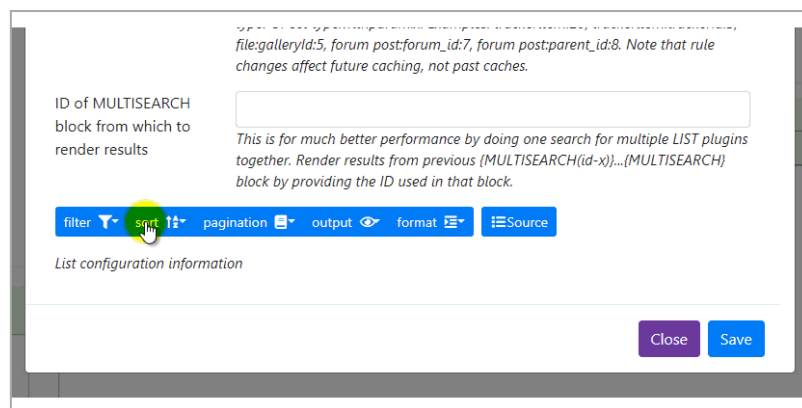 file:galleryId:5, forum post:forum_id:7, forum post:parent_id:8. Note that rule
changes affect future caching, not past caches.
ID of MULTISEARCH
block from which to
render results
This is for much better performance by doing one search for multiple LIST plugins
together. Render results from previous {MULTISEARCH(id-x)}...{MULTISEARCH}
block by providing the ID used in that block.
filter sort pagination output format Source
List configuration information
Close Save